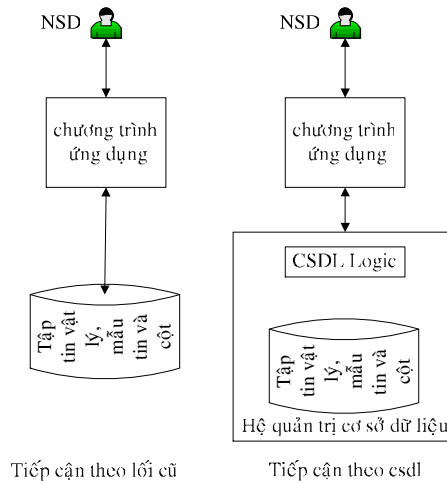 NSD
chương trình
ứng dụng
Tập
tin vật
lý,
mẫu
tin và
cột
Tiếp cận theo lối cũ
NSD
chương trình
ứng dụng
CSDL Logic
Tập
tin vật
lý,
mẫu
tin và
cột
Hệ quản trị cơ sở dữ liệu
Tiếp cận theo csdl